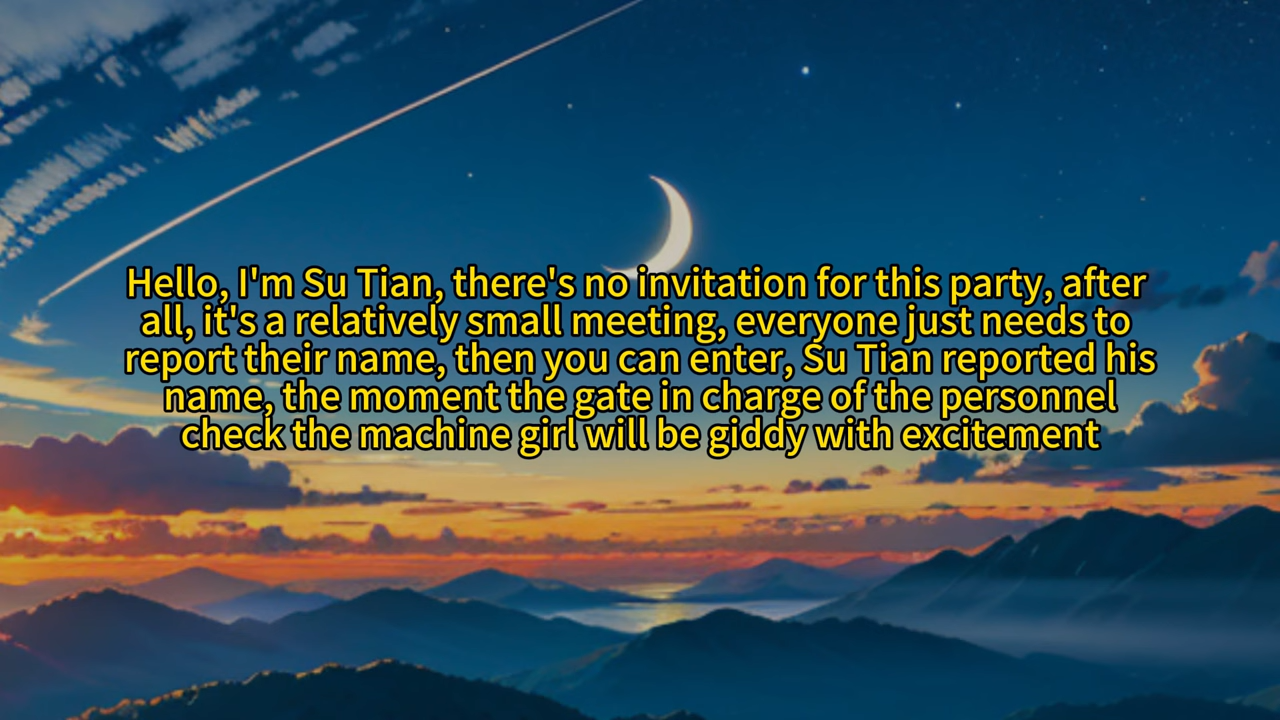 Hello, I'm Su Tian, there's no invitation for this party, after
all, it's a relatively small meeting, everyone just needs to
report their name, then you can enter, Su Tian reported his
name, the moment the gate in charge of the personnel
check the machine girl will be giddy with excitement